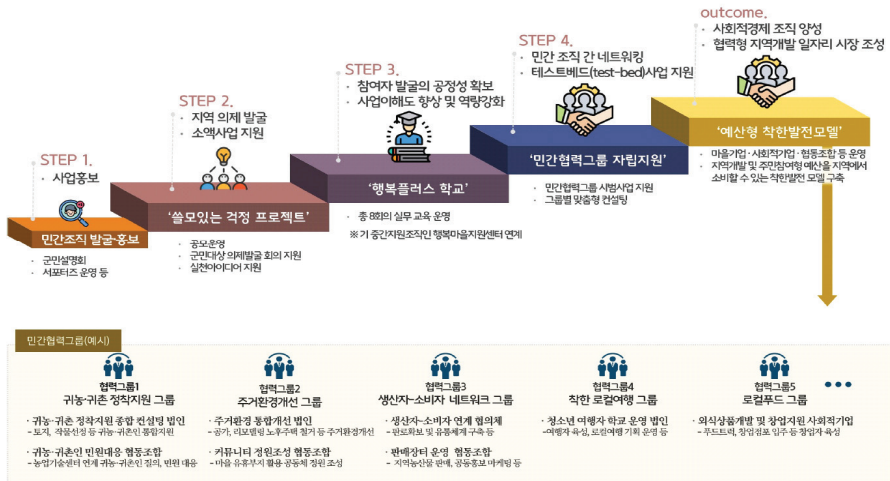 STEP 1.
· 사업홍보
민간조직 발굴·홍보
· 군민설명회
· 서포터즈 운영 등
STEP 2.
· 지역 의제 발굴
· 소액사업 지원
‘쓸모있는 걱정 프로젝트’
· 공모운영
· 군민대상 의제발굴 회의 지원
· 실천아이디어 지원
STEP 3.
· 참여자 발굴의 공정성 확보
· 사업이해도 향상 및 역량강화
‘행복플러스 학교’
· 총 8회의 실무 교육 운영
※ 기 중간지원조직인 행복마을지원센터 연계
STEP 4.
· 민간 조직 간 네트워킹
· 테스트베드(test-bed)사업 지원
‘민간협력그룹 자립지원’
· 민간협력그룹 시범사업 지원
· 그룹별 맞춤형 컨설팅
outcome.
· 사회적경제 조직 양성
· 협력형 지역개발 일자리 시장 조성
‘예산형 착한발전모델’
· 마을기업·사회적기업·협동조합 등 운영
· 지역개발 및 주민참여형 예산을 지역에서
소비할 수 있는 착한발전 모델 구축
민간협력그룹(예시)
협력그룹1
귀농·귀촌 정착지원 그룹
· 귀농·귀촌 정착지원 종합 컨설팅 법인
- 토지, 작물선정 등 귀농·귀촌인 통합지원
· 귀농·귀촌인 민원대응 협동조합
- 농업기술센터 연계 귀농·귀촌인 질의, 민원 대응
협력그룹2
주거환경개선 그룹
· 주거환경 통합개선 법인
- 공가, 리모델링 노후주택 철거 등 주거환경개선
· 커뮤니티 정원조성 협동조합
- 마을 유휴부지 활용 공동체 정원 조성
협력그룹3
생산자-소비자 네트워크 그룹
· 생산자-소비자 연계 협의체
- 판로확보 및 유통체계 구축 등
· 판매장터 운영 협동조합
- 지역농산물 판매, 공동홍보 마케팅 등
협력그룹4
착한 로컬여행 그룹
· 청소년 여행자 학교 운영 법인
-여행자 육성, 로컬여행 기획 운영 등
협력그룹5
로컬푸드 그룹
· 외식상품개발 및 창업지원 사회적기업
- 푸드트럭, 창업점포 입주 등 창업자 육성